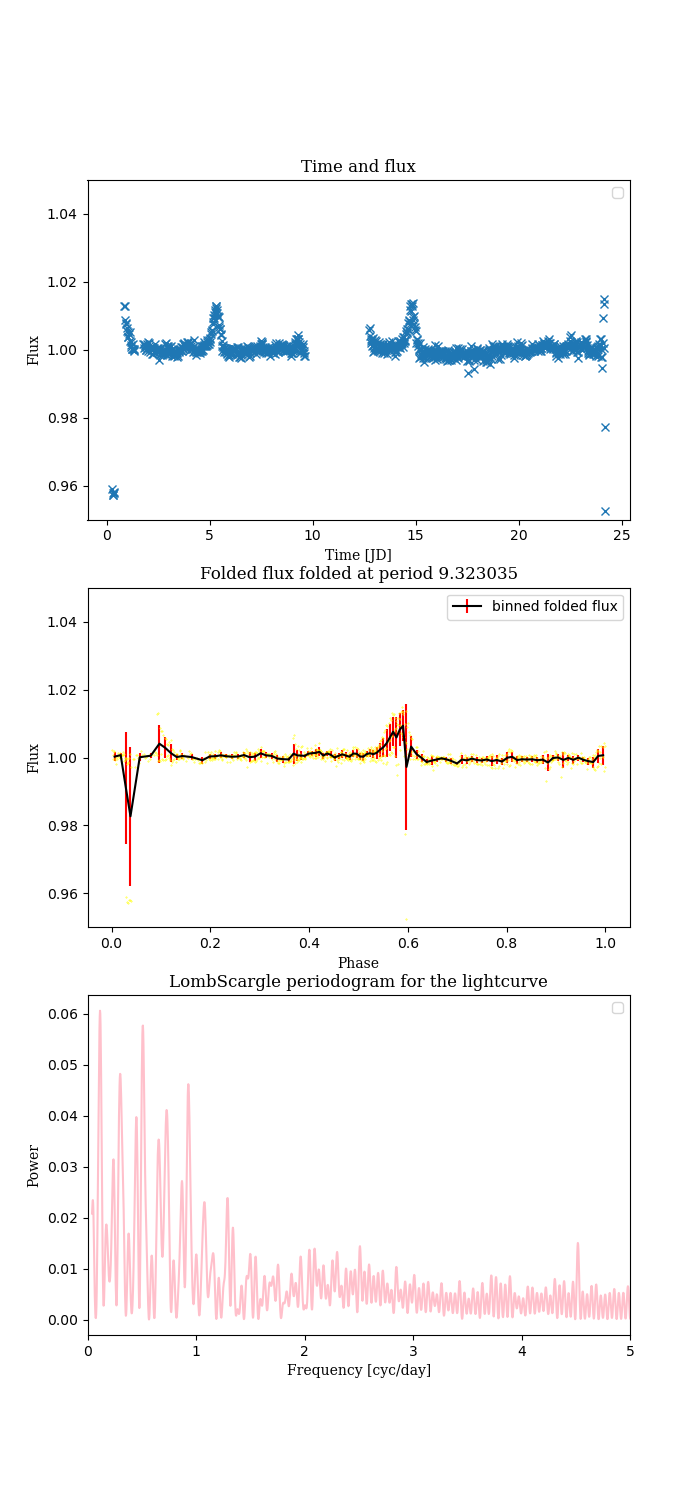 Time and flux
1.04
1.02
1.00
0.98
0.96
Flux
0 5 10 15 20 25
Time [JD]
Folded flux folded at period 9.323035
binned folded flux
1.04
1.02
1.00
0.98
0.96
Flux
0.0 0.2 0.4 0.6 0.8 1.0
Phase
LombScargle periodogram for the lightcurve
0.06
0.05
0.04
0.03
0.02
0.01
0.00
Power
0 1 2 3 4 5
Frequency [cyc/day]